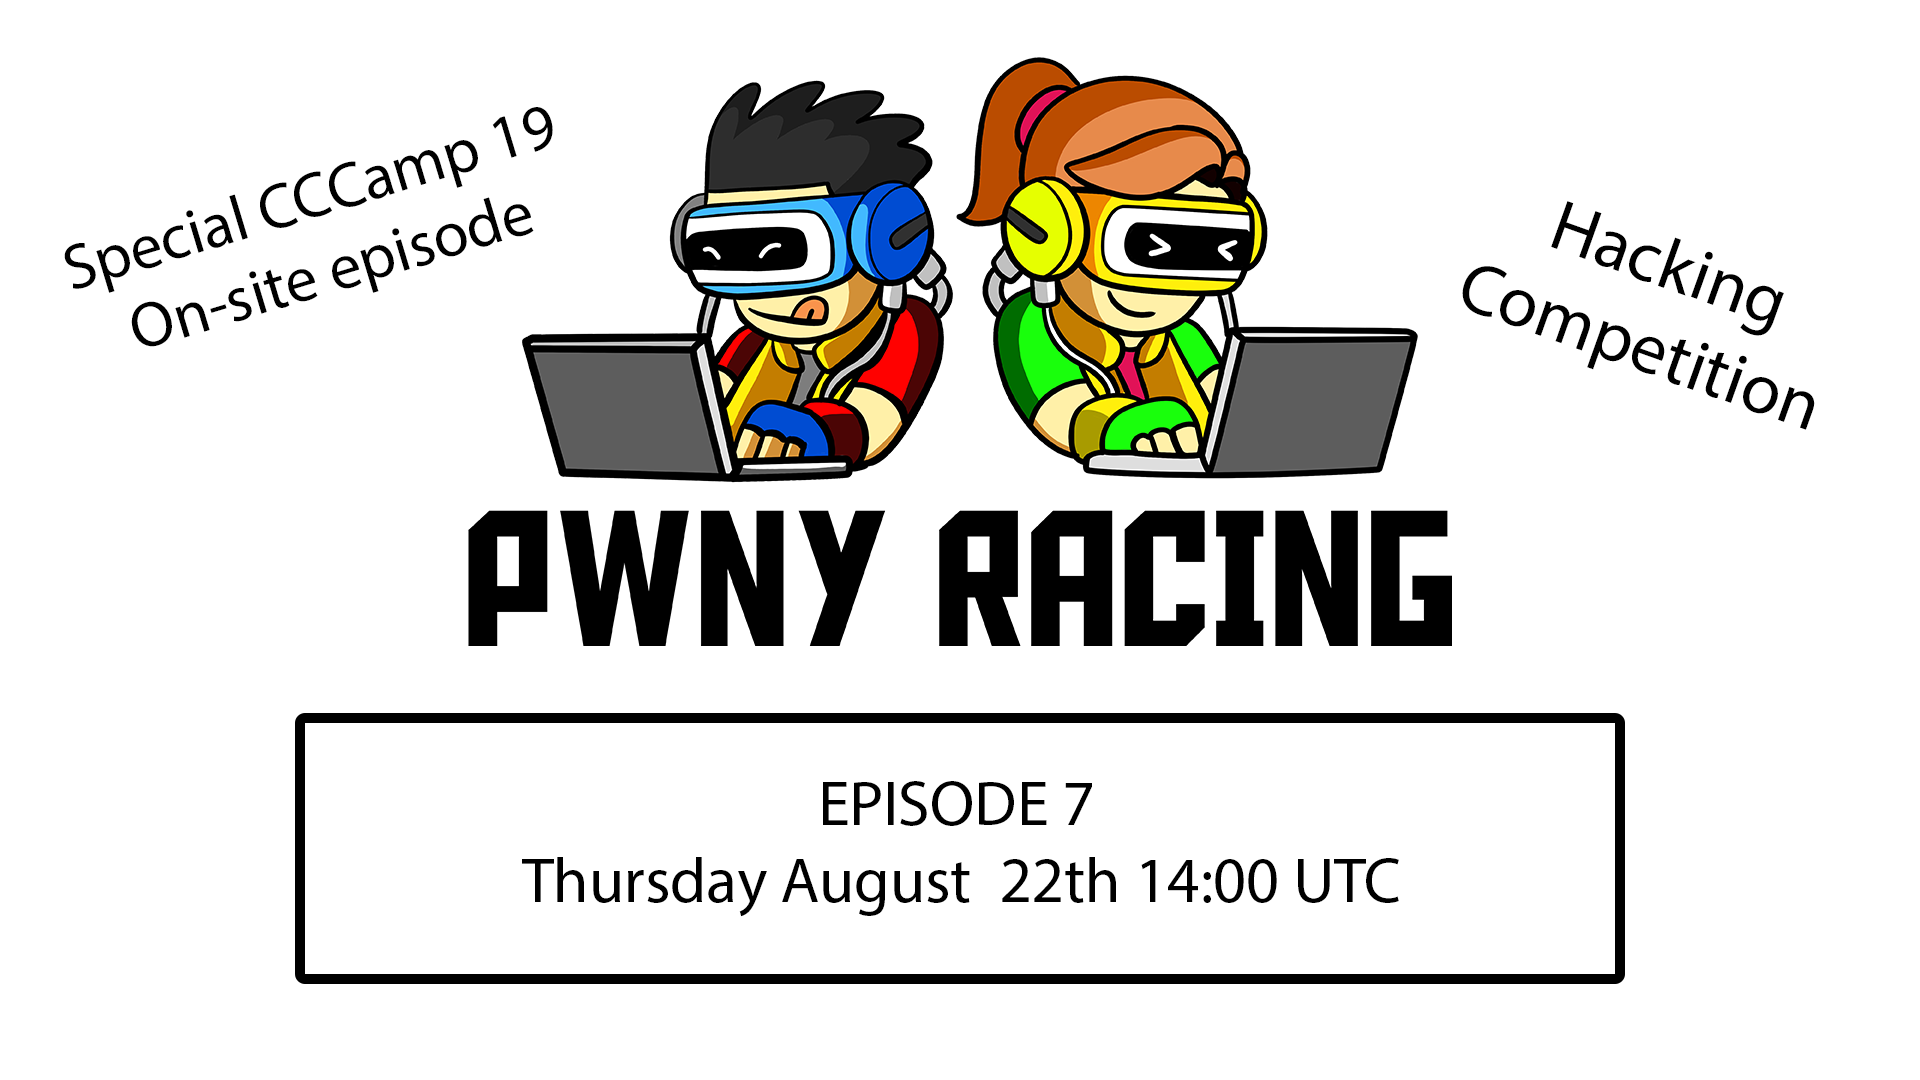 Special CCCamp 19
On-site episode
Hacking
Competition
PWNY RACING
EPISODE 7
Thursday August  22th 14:00 UTC